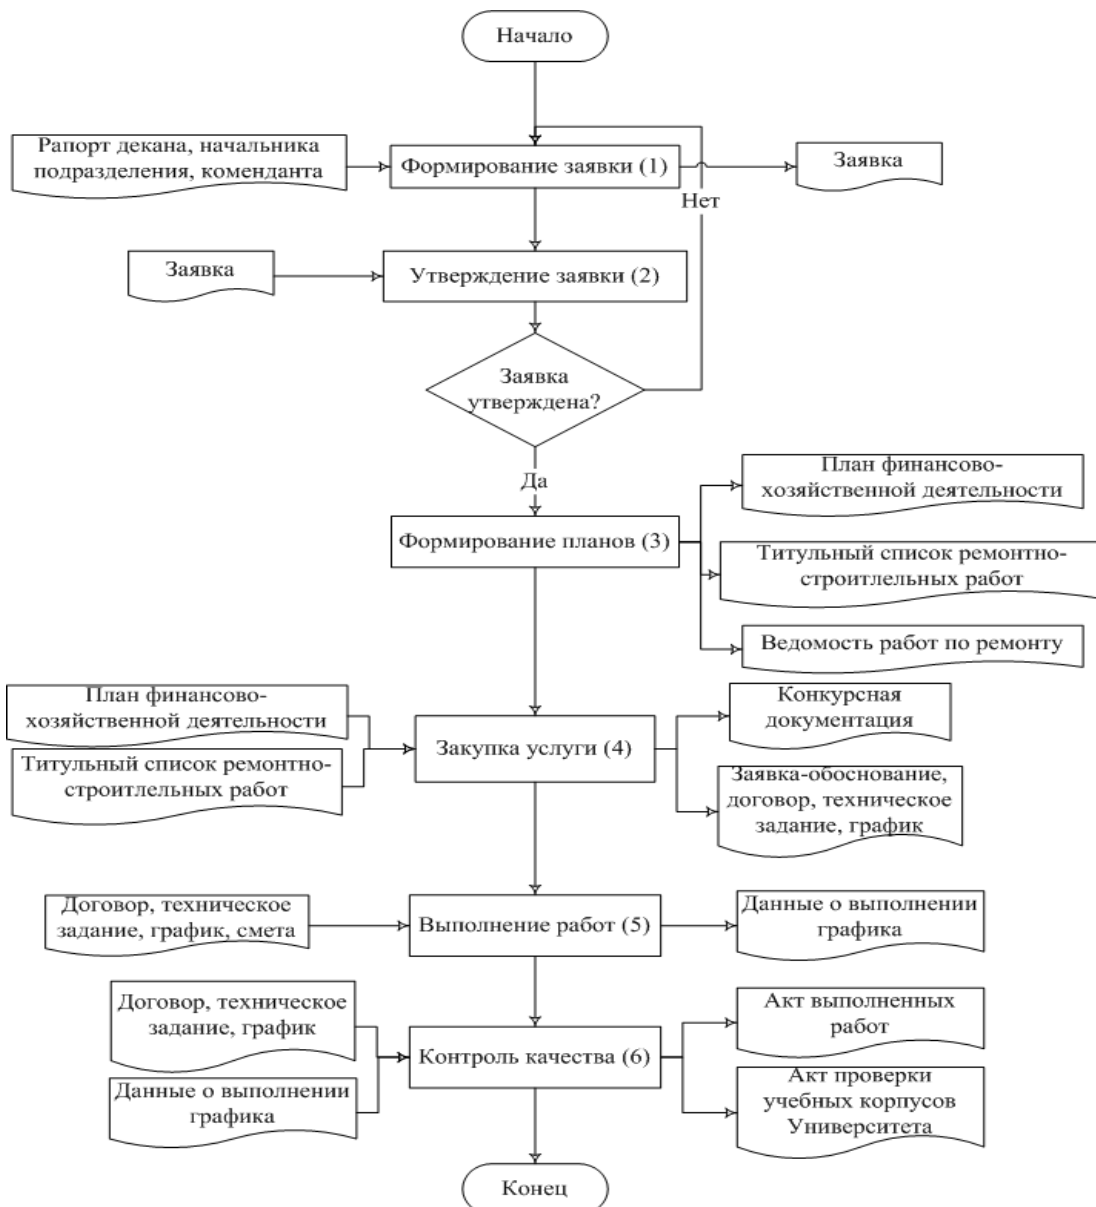 Начало
Рапорт декана, начальника
подразделения, коменданта
Формирование заявки (1)
Заявка
Нет
Заявка
Утверждение заявки (2)
Заявка
утверждена?
Да
План финансово-
хозяйственной деятельности
Формирование планов (3)
Титульный список ремонтно-
строитлельных работ
Ведомость работ по ремонту
План финансово-
хозяйственной деятельности
Титульный список ремонтно-
строитлельных работ
Закупка услуги (4)
Конкурсная
документация
Заявка-обоснование,
договор, техническое
задание, график
Договор, техническое
задание, график, смета
Выполнение работ (5)
Данные о выполнении
графика
Договор, техническое
задание, график
Данные о выполнении
графика
Контроль качества (6)
Акт выполненных
работ
Акт проверки
учебных корпусов
Университета
Конец